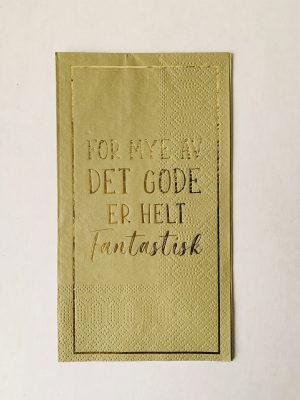 FOR MYE AV
DET GODE
ER HELT
Fantastisk